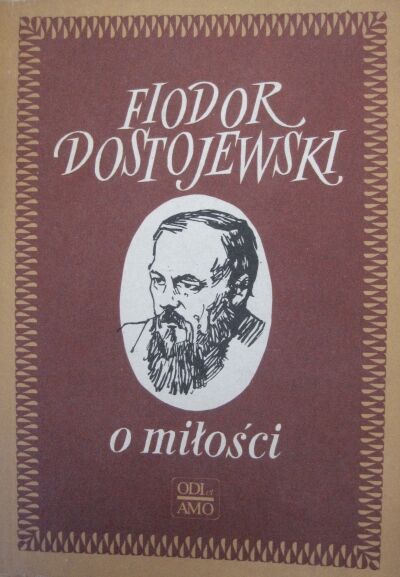 FIODOR
DOSTOJEWSKI
o miłości
ODI et
AMO